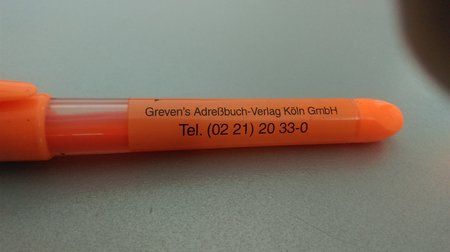 Greven's Adreßbuch-Verlag Köln GmbH
Tel. (02 21) 20 33-0